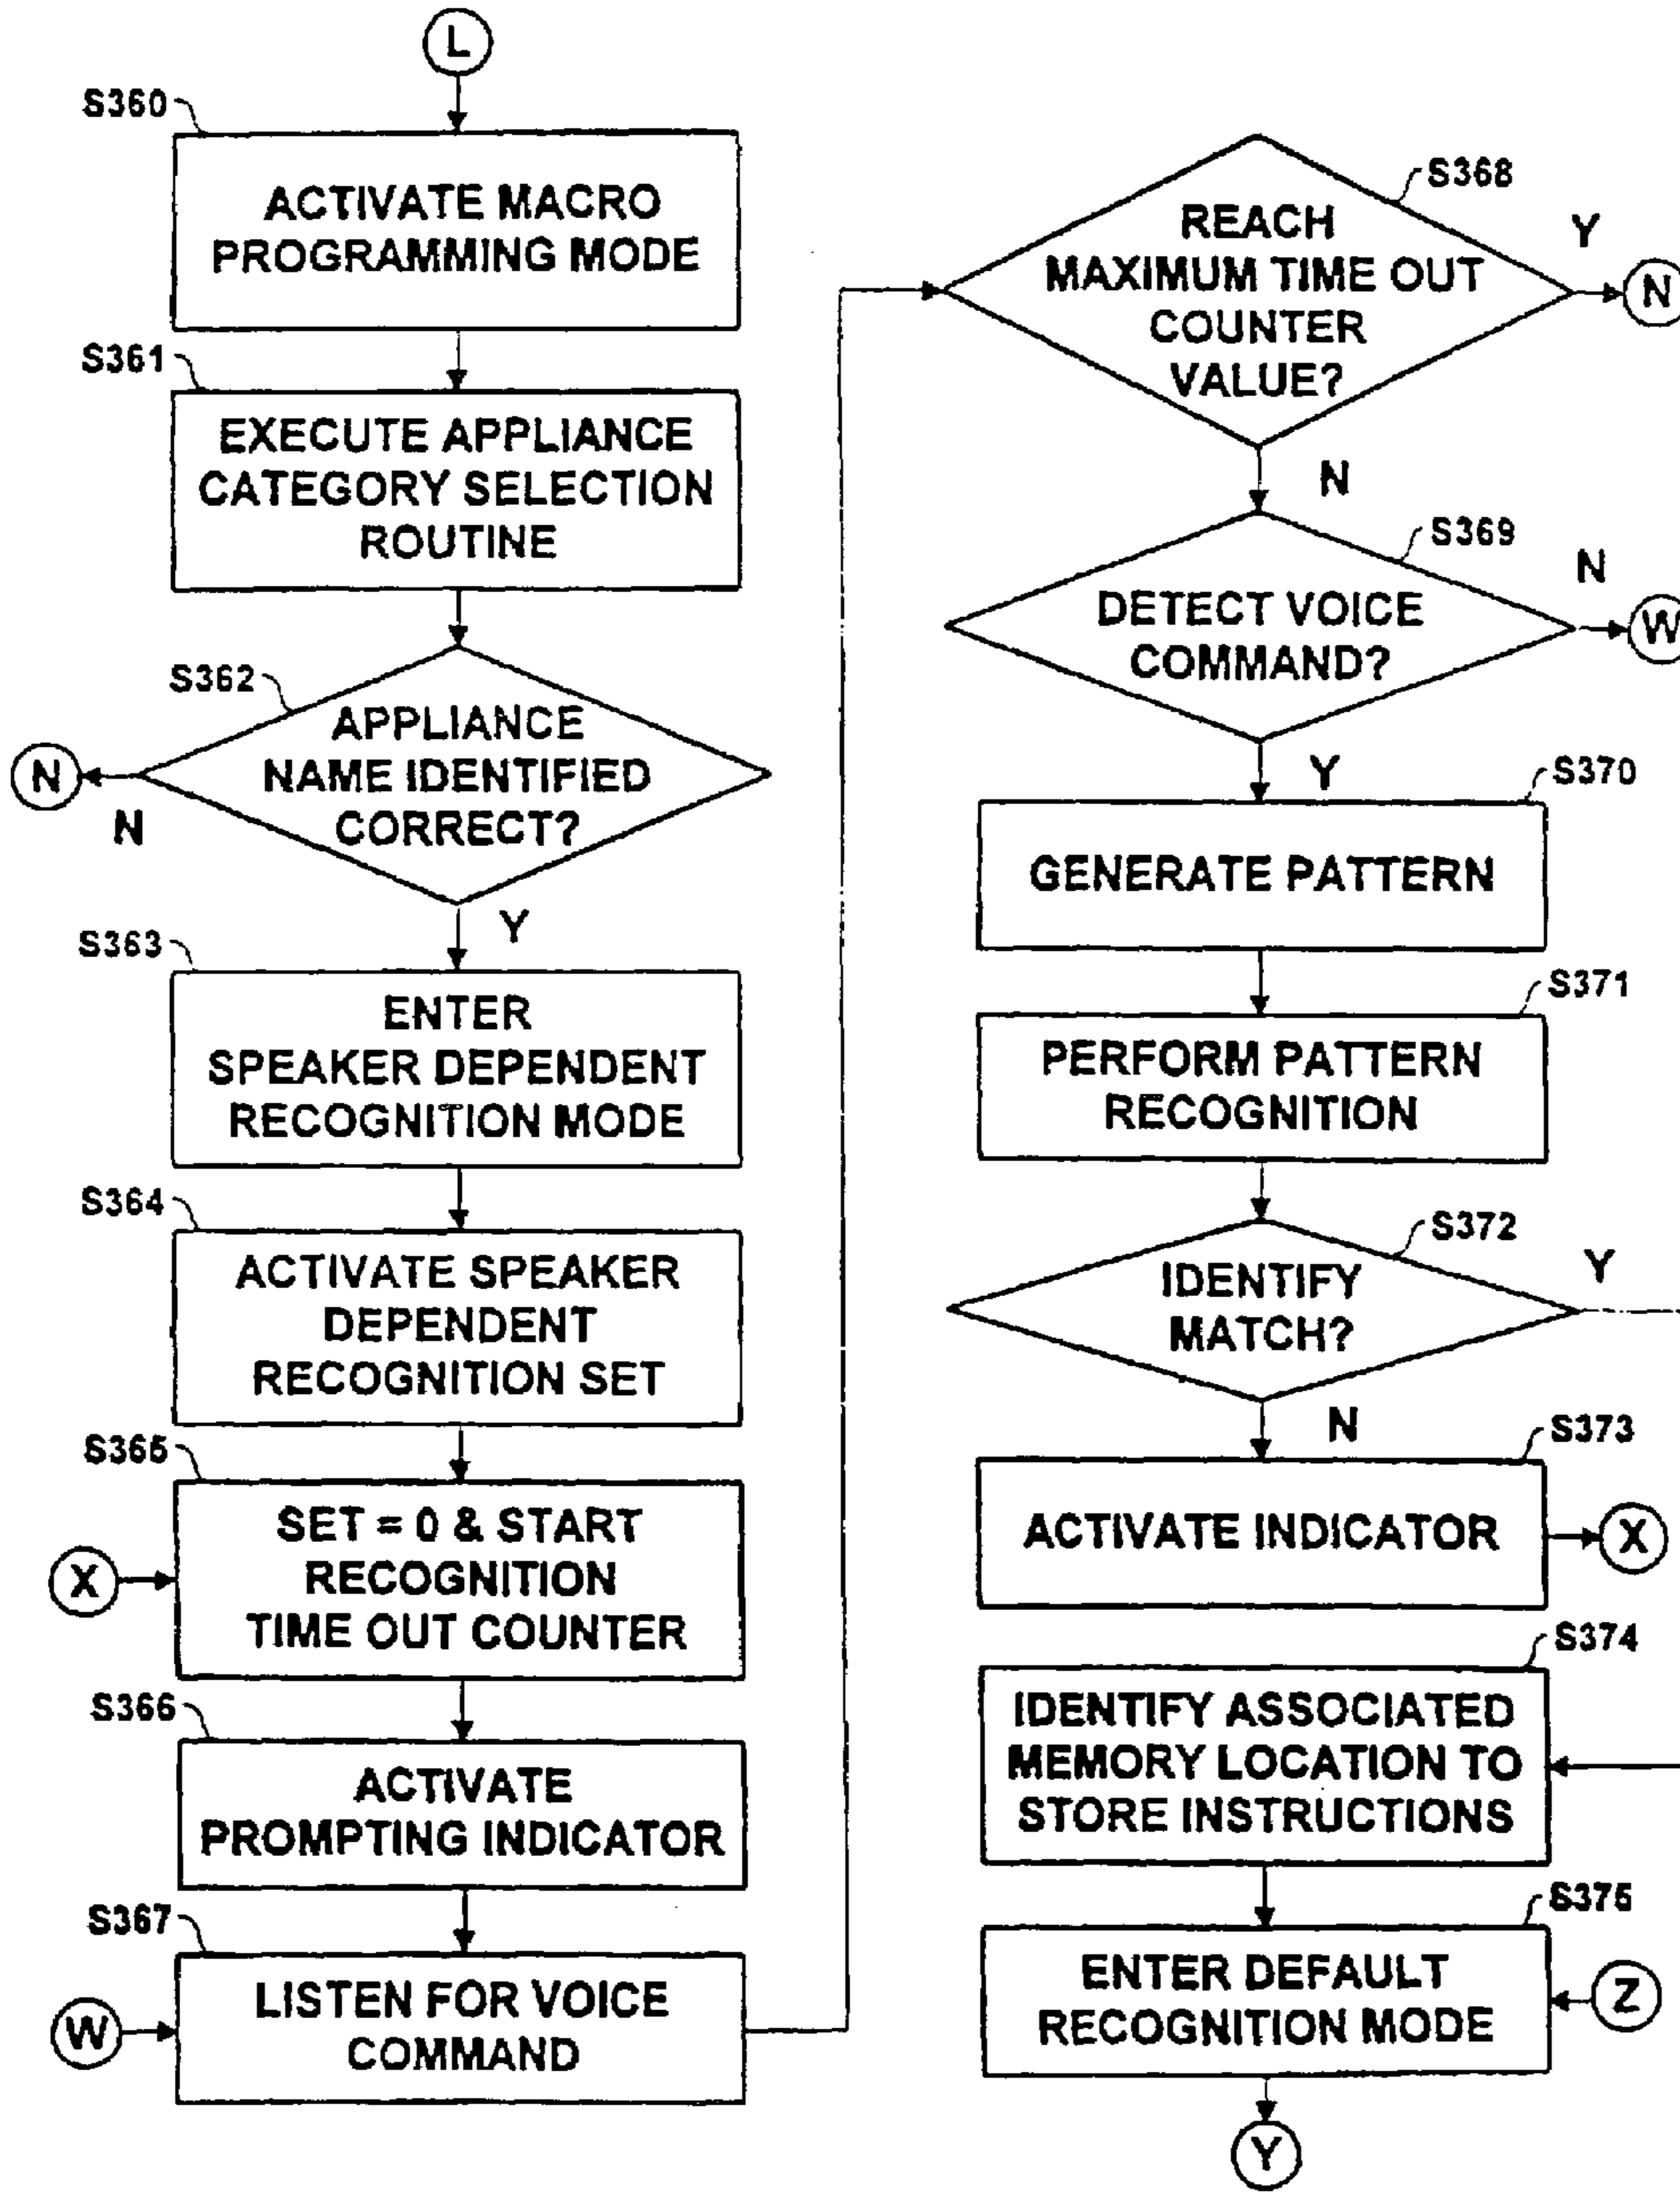 L
S360
ACTIVATE MACRO
PROGRAMMING MODE
S361
EXECUTE APPLIANCE
CATEGORY SELECTION
ROUTINE
S362
APPLIANCE
NAME IDENTIFIED
CORRECT?
N
N
Y
S363
ENTER
SPEAKER DEPENDENT
RECOGNITION MODE
S364
ACTIVATE SPEAKER
DEPENDENT
RECOGNITION SET
S365
SET = 0 & START
RECOGNITION
TIME OUT COUNTER
X
S366
ACTIVATE
PROMPTING INDICATOR
S367
LISTEN FOR VOICE
COMMAND
W
S368
REACH
MAXIMUM TIME OUT
COUNTER
VALUE?
Y
N
N
S369
DETECT VOICE
COMMAND?
N
W
Y
S370
GENERATE PATTERN
S371
PERFORM PATTERN
RECOGNITION
S372
IDENTIFY
MATCH?
Y
N
S373
ACTIVATE INDICATOR
X
S374
IDENTIFY ASSOCIATED
MEMORY LOCATION TO
STORE INSTRUCTIONS
S375
ENTER DEFAULT
RECOGNITION MODE
Z
Y